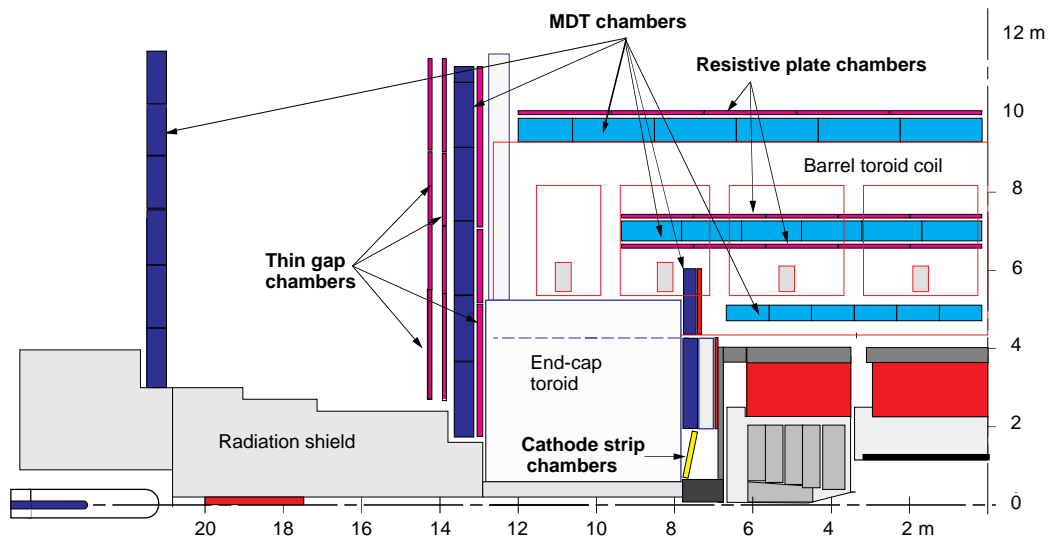 MDT chambers
12 m
Resistive plate chambers
10
Barrel toroid coil
8
Thin gap
chambers
6
End-cap
toroid
4
Radiation shield
Cathode strip
chambers
2
0
20
18
16
14
12
10
8
6
4
2 m